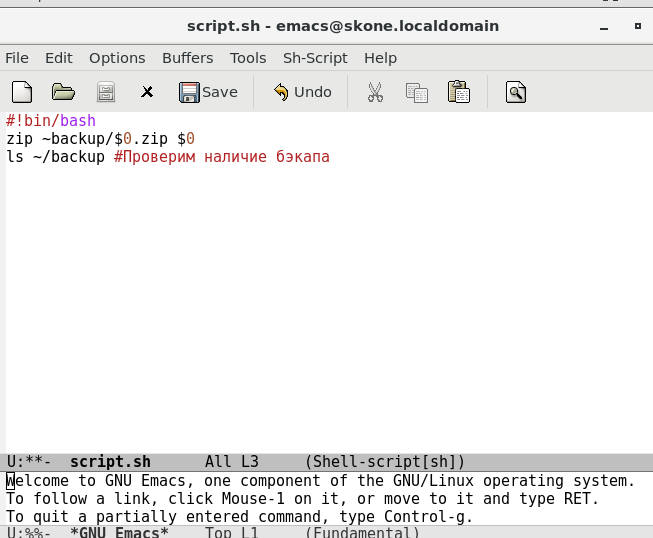 script.sh - emacs@skone.localdomain
File Edit Options Buffers Tools Sh-Script Help
Save Undo
#!bin/bash
zip ~backup/$0.zip $0
ls ~/backup #Проверим наличие бэкапа
U:**- script.sh All L3 (Shell-script[sh])
Welcome to GNU Emacs, one component of the GNU/Linux operating system.
To follow a link, click Mouse-1 on it, or move to it and type RET.
To quit a partially entered command, type Control-g.
U:%%- *GNU Emacs* Top L1 (Fundamental)